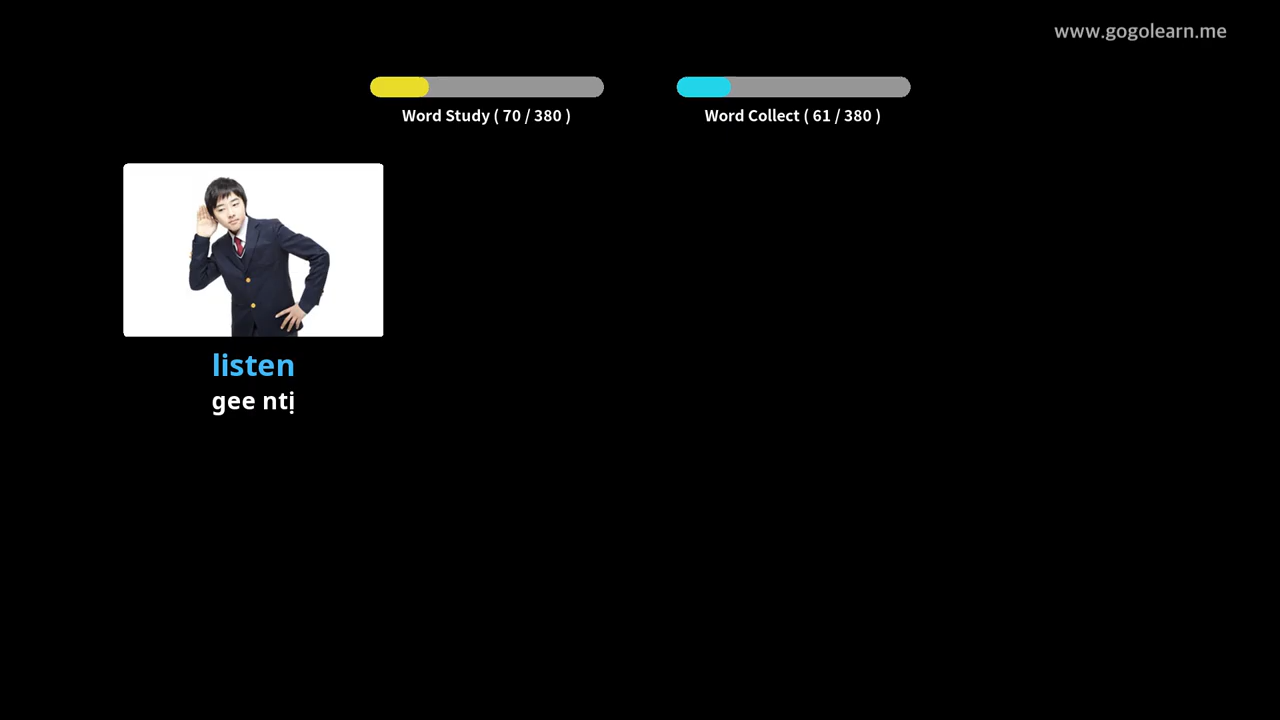 www.gogolearn.me
Word Study ( 70 / 380 )
Word Collect ( 61 / 380 )
listen
gee ntị